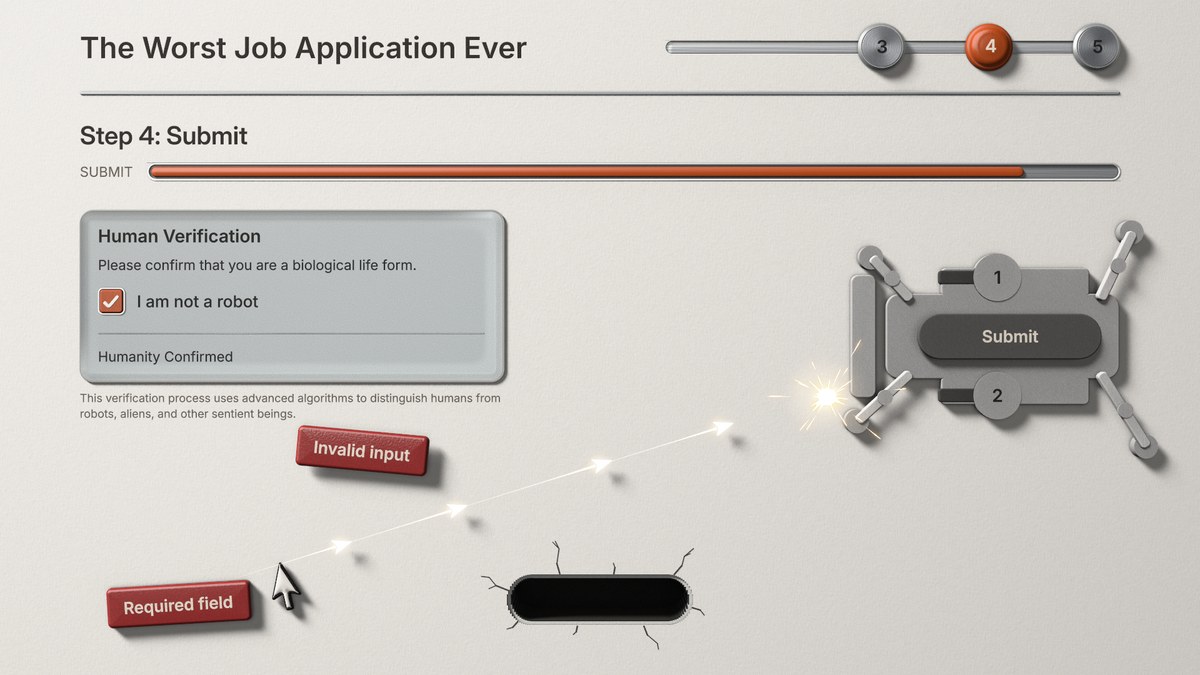 The Worst Job Application Ever
3
4
5
Step 4: Submit
SUBMIT
Human Verification
Please confirm that you are a biological life form.
I am not a robot
Humanity Confirmed
This verification process uses advanced algorithms to distinguish humans from
robots, aliens, and other sentient beings.
1
Submit
2
Invalid input
Required field